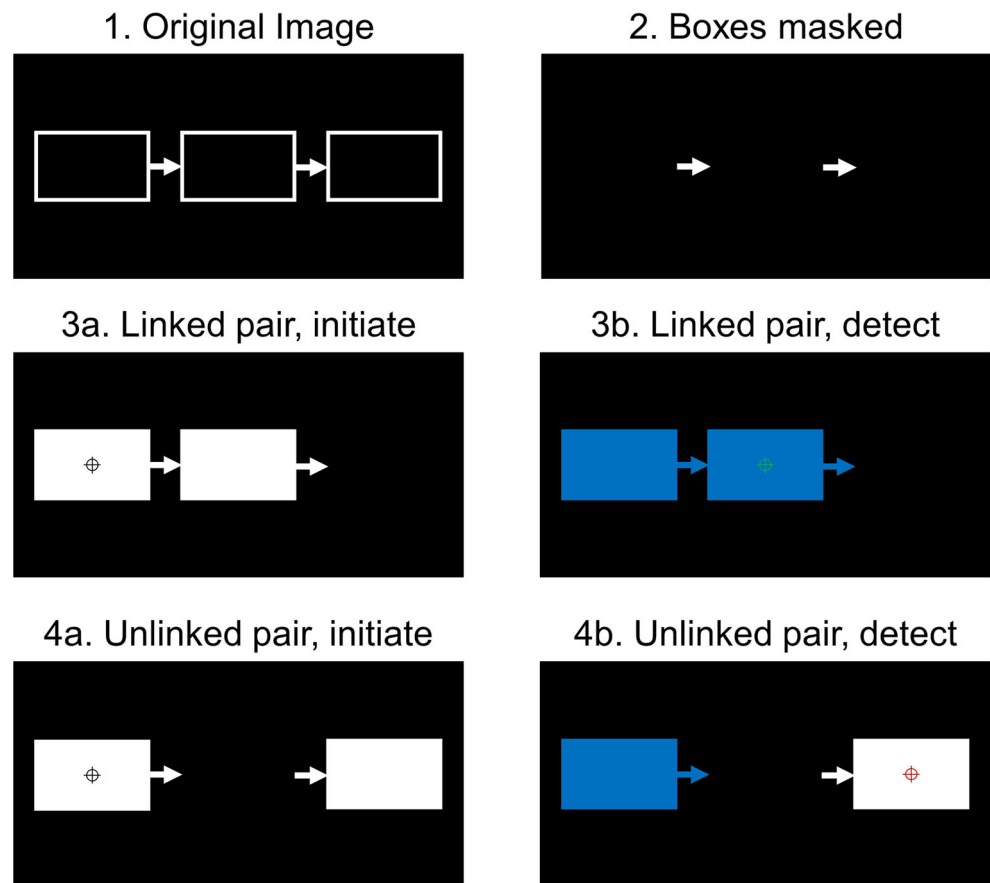 1. Original Image
2. Boxes masked
3a. Linked pair, initiate
3b. Linked pair, detect
4a. Unlinked pair, initiate
4b. Unlinked pair, detect